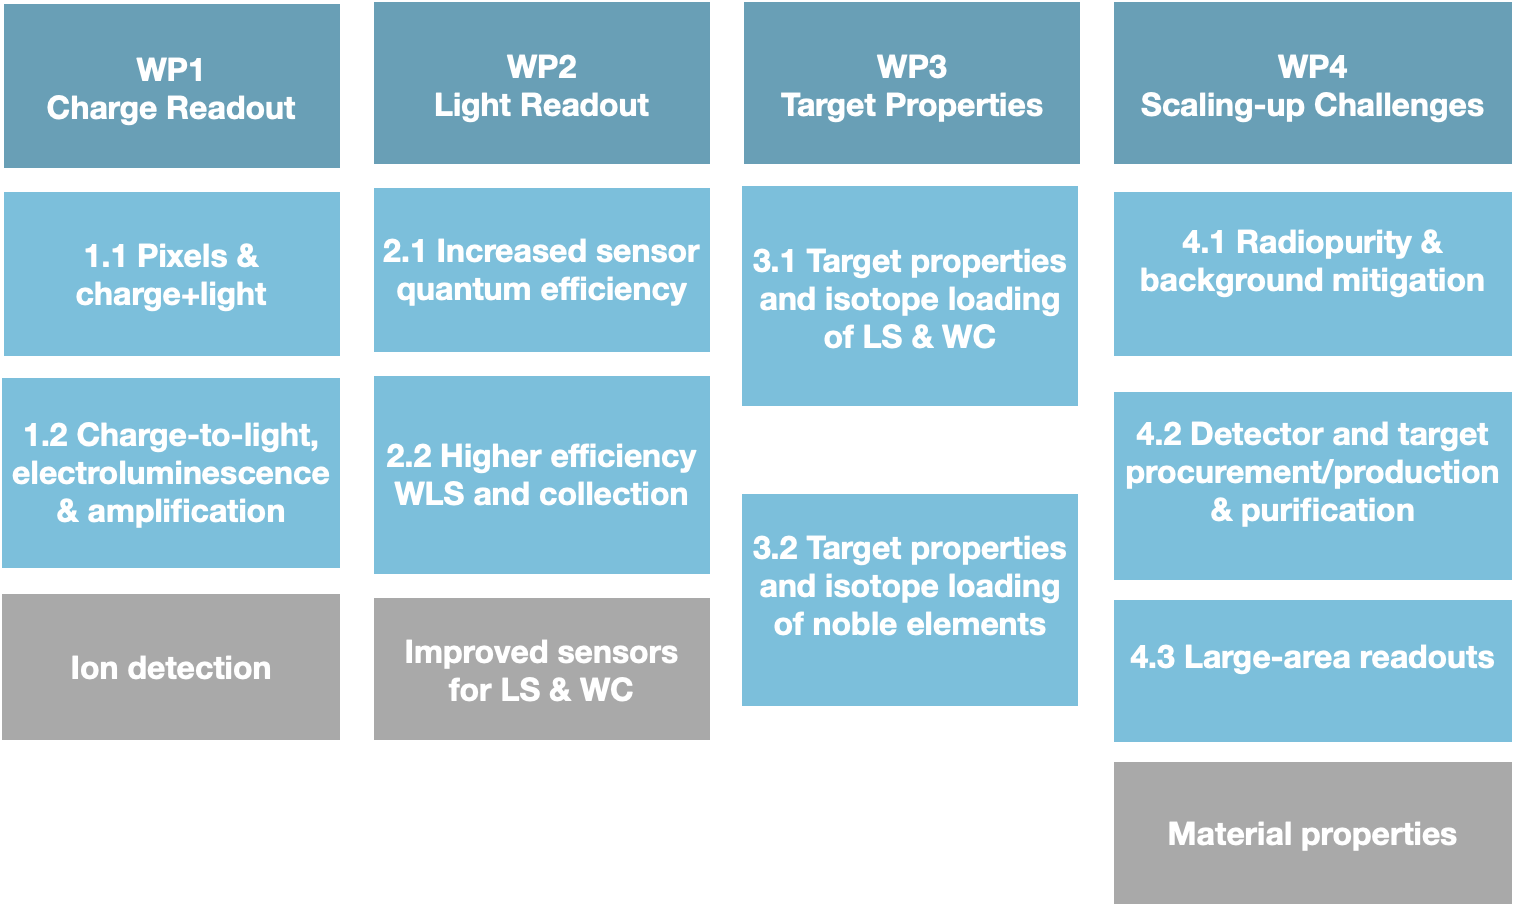 WP1
Charge Readout
1.1 Pixels &
charge+light
1.2 Charge-to-light,
electroluminescence
& amplification
Ion detection
WP2
Light Readout
2.1 Increased sensor
quantum efficiency
2.2 Higher efficiency
WLS and collection
Improved sensors
for LS & WC
WP3
Target Properties
3.1 Target properties
and isotope loading
of LS & WC
3.2 Target properties
and isotope loading
of noble elements
WP4
Scaling-up Challenges
4.1 Radiopurity &
background mitigation
4.2 Detector and target
procurement/production
& purification
4.3 Large-area readouts
Material properties